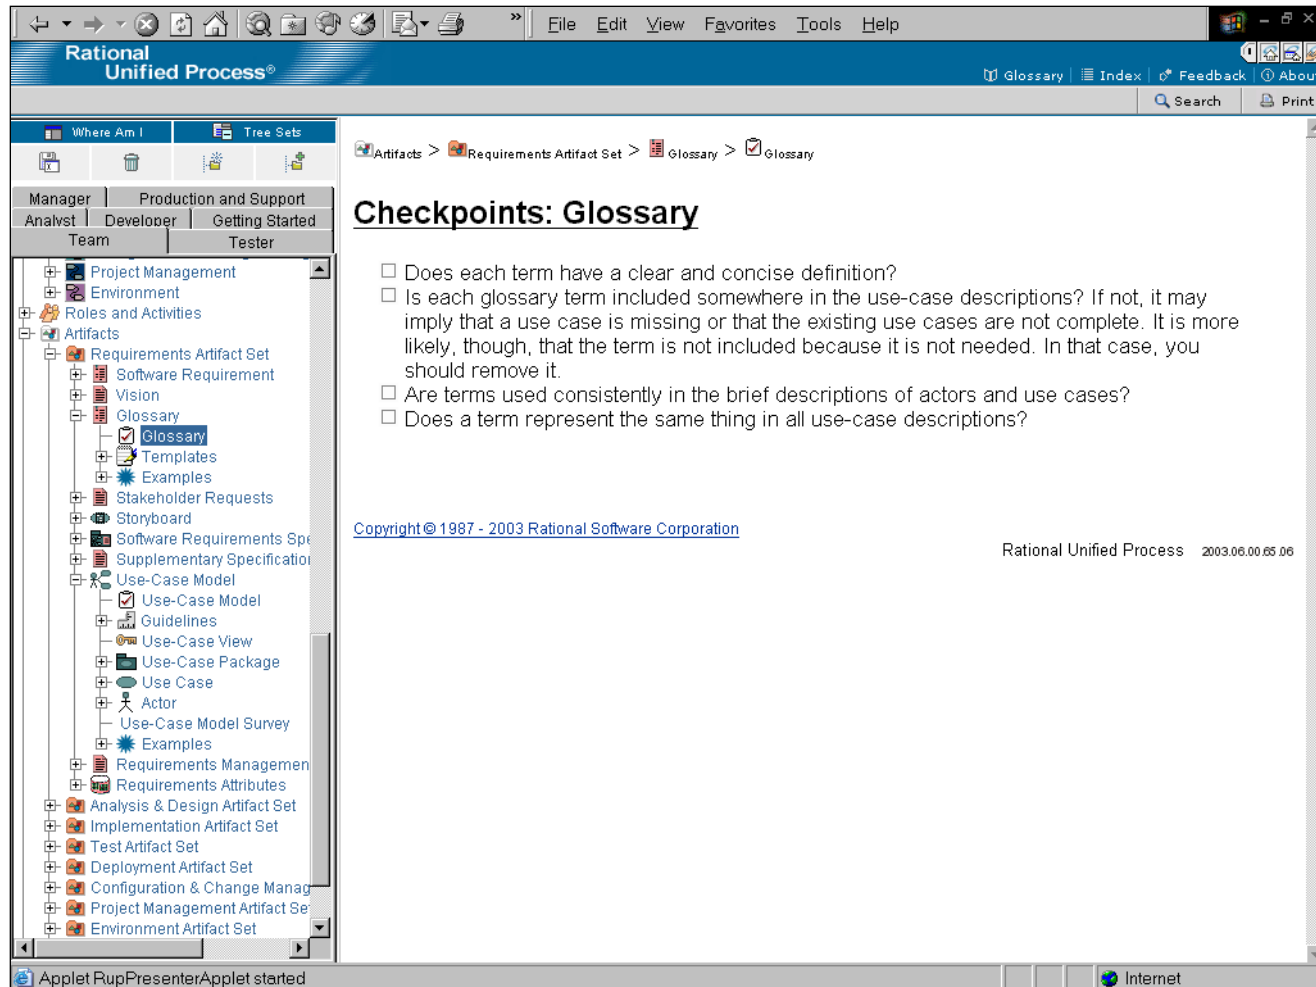 » File Edit View Favorites Tools Help
Rational
Unified Process®
Glossary Index Feedback Abou
Search Print
Where Am I Tree Sets
Manager Production and Support
Analyst Developer Getting Started
Team Tester
Project Management
Environment
Roles and Activities
Artifacts
Requirements Artifact Set
Software Requirement
Vision
Glossary
Glossary
Templates
Examples
Stakeholder Requests
Storyboard
Software Requirements Spe
Supplementary Specification
Use-Case Model
Use-Case Model
Guidelines
Use-Case View
Use-Case Package
Use Case
Actor
Use-Case Model Survey
Examples
Requirements Managemen
Requirements Attributes
Analysis & Design Artifact Set
Implementation Artifact Set
Test Artifact Set
Deployment Artifact Set
Configuration & Change Manag
Project Management Artifact Se
Environment Artifact Set
Artifacts > Requirements Artifact Set > Glossary > Glossary
Checkpoints: Glossary
Does each term have a clear and concise definition?
Is each glossary term included somewhere in the use-case descriptions? If not, it may
imply that a use case is missing or that the existing use cases are not complete. It is more
likely, though, that the term is not included because it is not needed. In that case, you
should remove it.
Are terms used consistently in the brief descriptions of actors and use cases?
Does a term represent the same thing in all use-case descriptions?
Copyright © 1987 - 2003 Rational Software Corporation
Rational Unified Process 2003.06.00.65.06
Applet RupPresenterApplet started
Internet